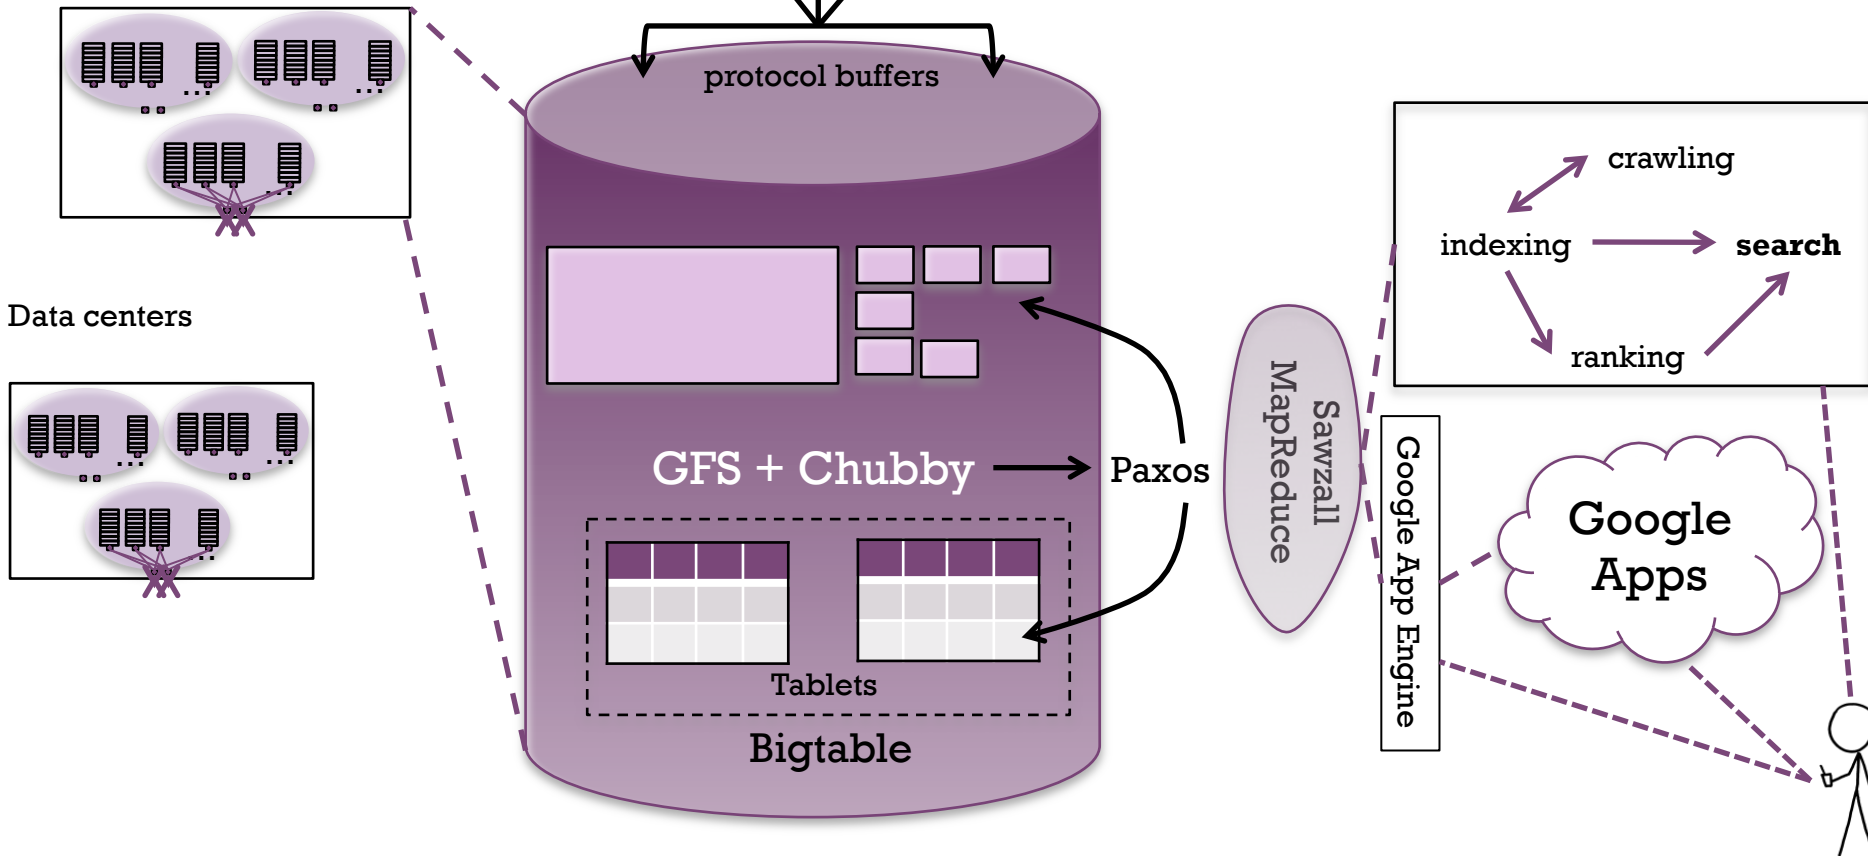 protocol buffers
crawling
indexing
search
ranking
Data centers
GFS + Chubby
Paxos
Sawzall
MapReduce
Google App Engine
Google
Apps
Tablets
Bigtable